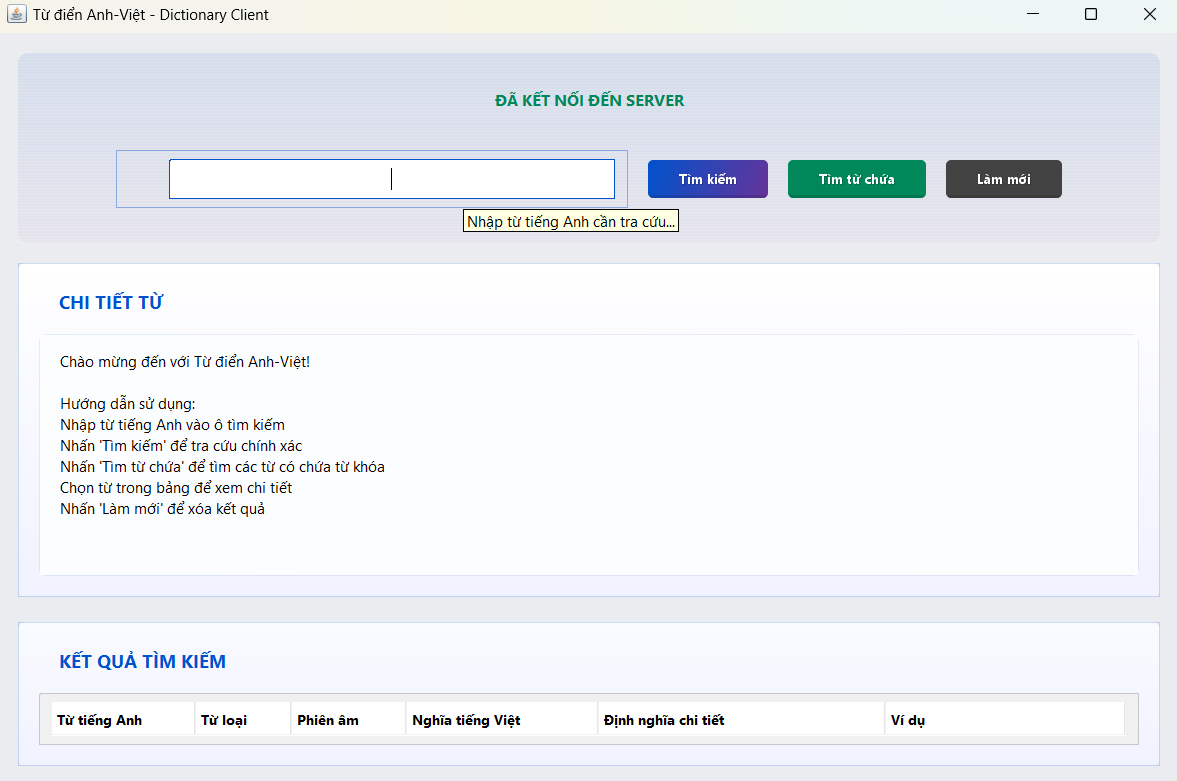 Từ điển Anh-Việt - Dictionary Client
ĐÃ KẾT NỐI ĐẾN SERVER
Tìm kiếm Tìm từ chứa Làm mới
Nhập từ tiếng Anh cần tra cứu...
CHI TIẾT TỪ
Chào mừng đến với Từ điển Anh-Việt!
Hướng dẫn sử dụng:
Nhập từ tiếng Anh vào ô tìm kiếm
Nhấn 'Tìm kiếm' để tra cứu chính xác
Nhấn 'Tìm từ chứa' để tìm các từ có chứa từ khóa
Chọn từ trong bảng để xem chi tiết
Nhấn 'Làm mới' để xóa kết quả
KẾT QUẢ TÌM KIẾM
Từ tiếng Anh Từ loại Phiên âm Nghĩa tiếng Việt Định nghĩa chi tiết Ví dụ